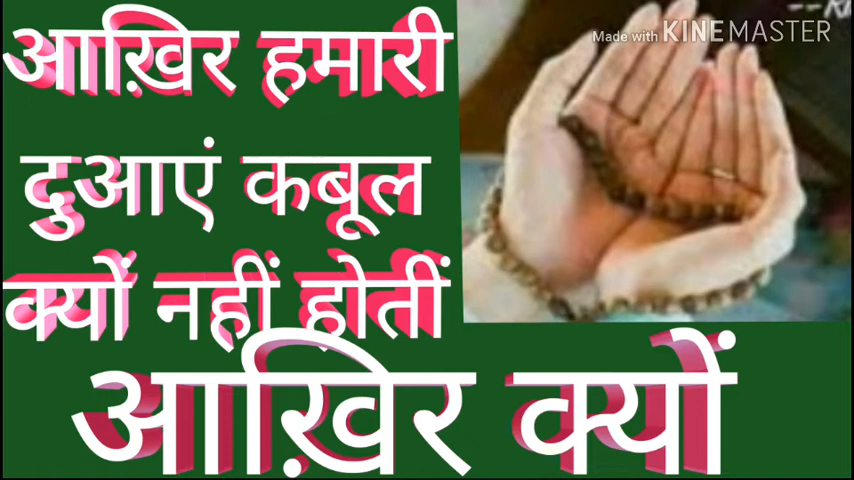 आख़िर हमारी
दुआएं कबूल
क्यों नहीं होतीं
आख़िर क्यों
Made with KINEMASTER